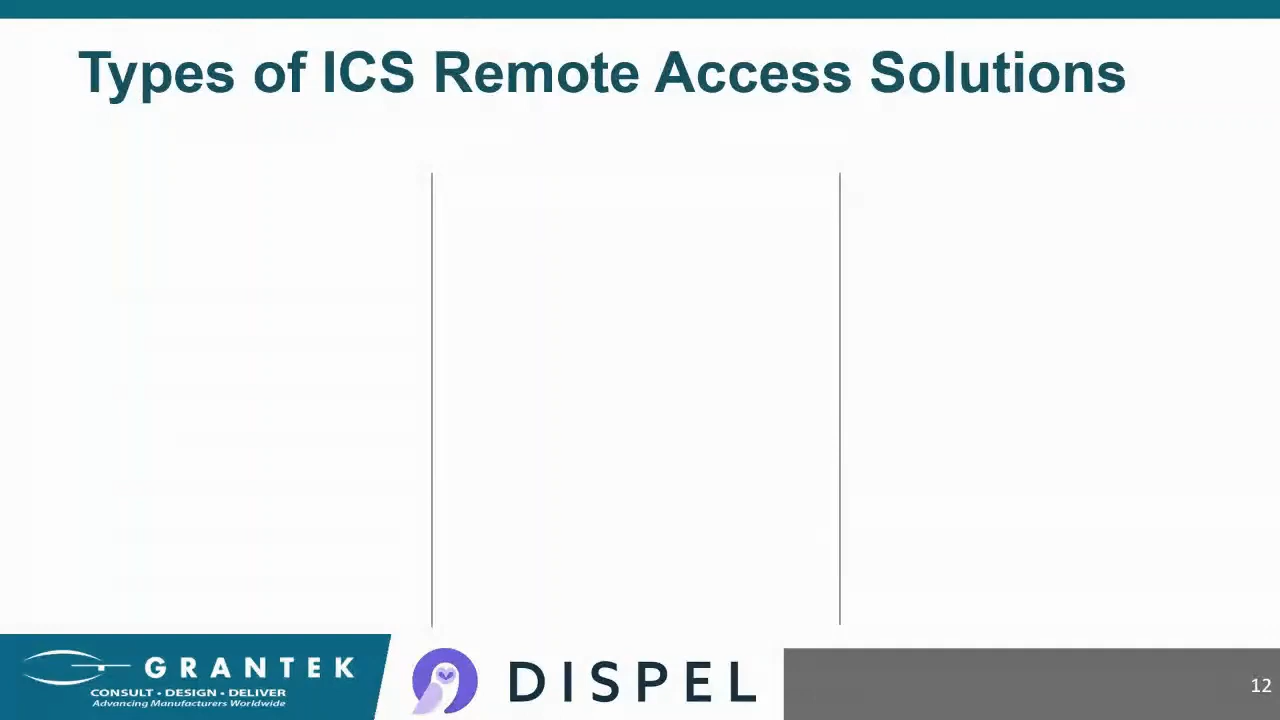 Types of ICS Remote Access Solutions
GRANTEK
CONSULT • DESIGN • DELIVER
Advancing Manufacturers Worldwide
DISPEL
12